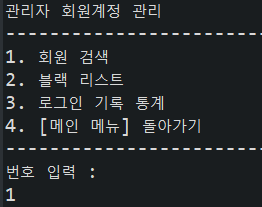 관리자 회원계정 관리
--------------------------
1. 회원 검색
2. 블랙 리스트
3. 로그인 기록 통계
4. [메인 메뉴] 돌아가기
--------------------------
번호 입력 :
1